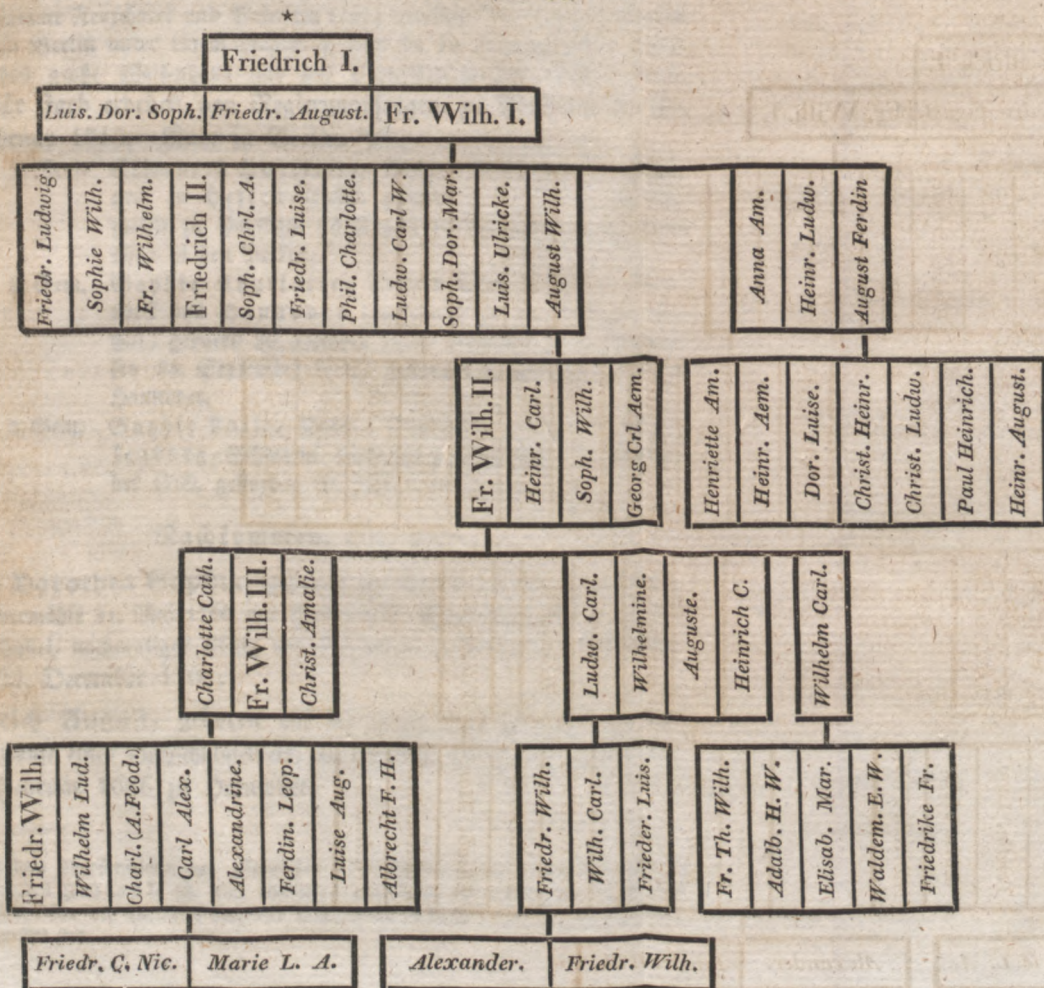 *
Friedrich I.
Luis. Dor. Soph.
Friedr. August.
Fr. Wilh. I.
Friedr. Ludwig.
Sophie Wilh.
Fr. Wilhelm.
Friedrich II.
Soph. Chrl. A.
Friedr. Luise.
Phil. Charlotte.
Ludw. Carl W.
Soph. Dor. Mar.
Luis. Ulricke.
August Wilh.
Anna Am.
Heinr. Ludw.
August Ferdin
Fr. Wilh. II.
Heinr. Carl.
Soph. Wilh.
Georg Crl Aem.
Henriette Am.
Heinr. Aem.
Dor. Luise.
Christ. Heinr.
Christ. Ludw.
Paul Heinrich.
Heinr. August.
Charlotte Cath.
Fr. Wilh. III.
Christ. Amalie.
Ludw. Carl.
Wilhelmine.
Auguste.
Heinrich C.
Wilhelm Carl.
Friedr. Wilh.
Wilhelm Lud.
Charl. (A. Feod.)
Carl Alex.
Alexandrine.
Ferdin. Leop.
Luise Aug.
Albrecht F. H.
Friedr. Wilh.
Wilh. Carl.
Frieder. Luis.
Fr. Th. Wilh.
Addlb. H. W.
Elisab. Mar.
Waldem. E. W.
Friedrike Fr.
Friedr. C. Nic.
Marie L. A.
Alexander.
Friedr. Wilh.